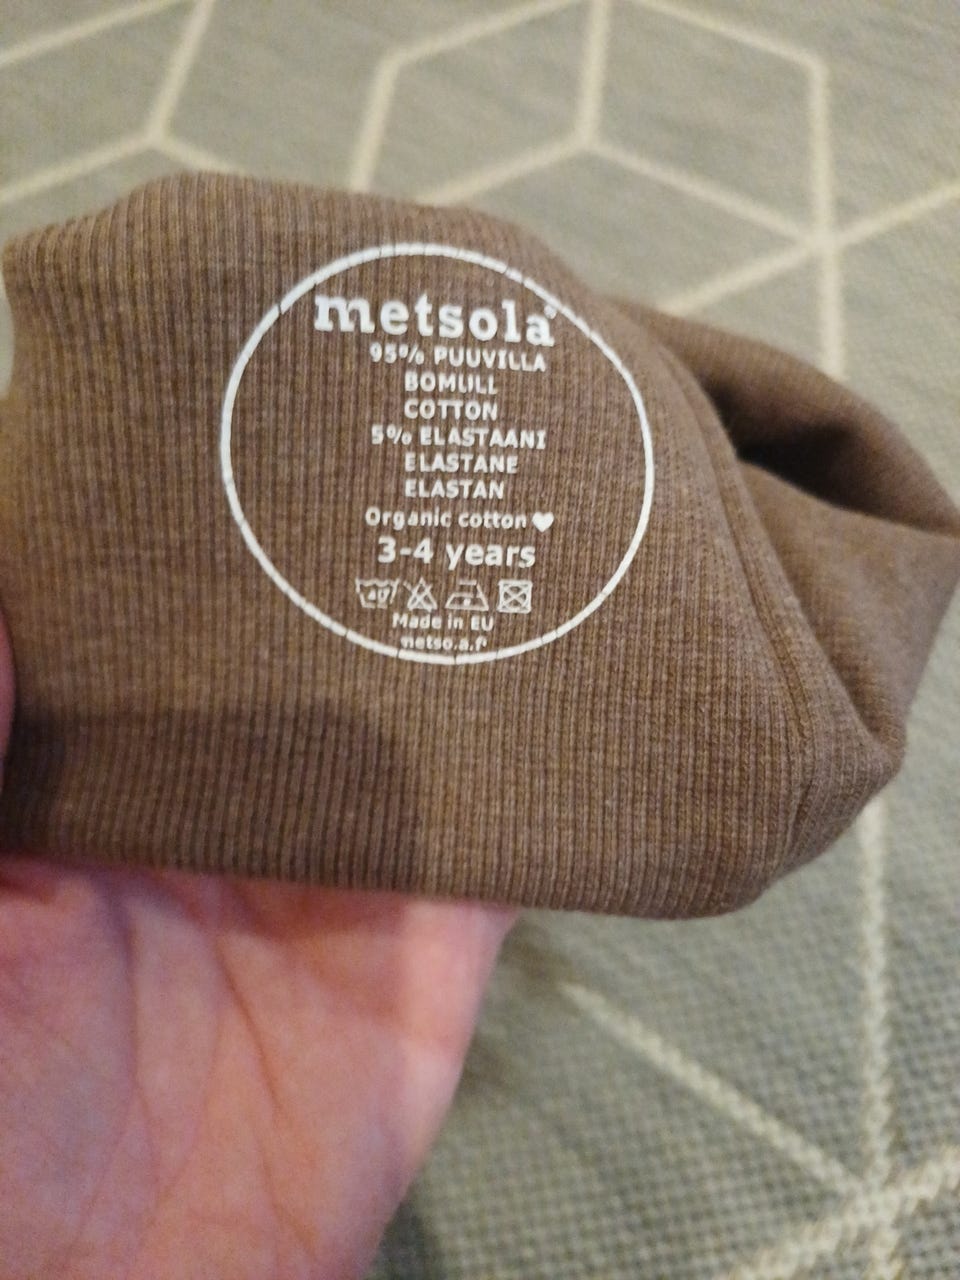 metsola®
95% PUUVILLA
BOMULL
COTTON
5% ELASTAANI
ELASTANE
ELASTAN
Organic cotton ♥
3-4 years
40
Made in EU